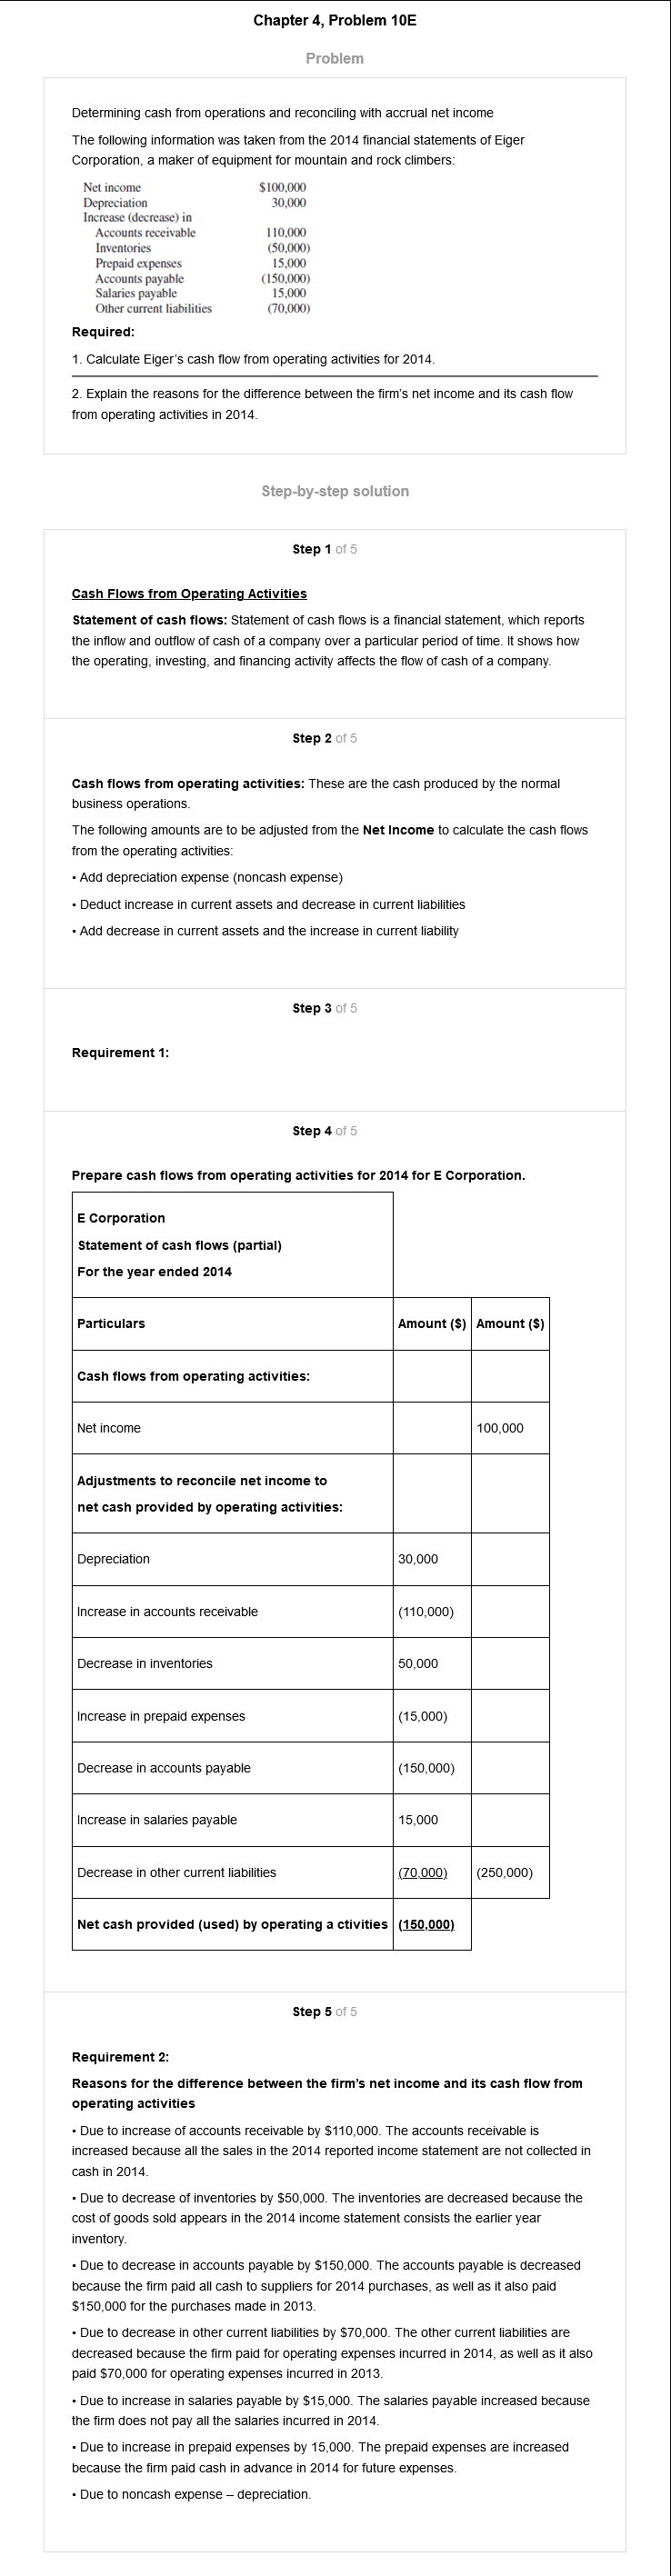 Chapter 4, Problem 10E
Problem
Determining cash from operations and reconciling with accrual net income
The following information was taken from the 2014 financial statements of Eiger
Corporation, a maker of equipment for mountain and rock climbers:
Net income $100,000
Depreciation 30,000
Increase (decrease) in
Accounts receivable 110,000
Inventories (50,000)
Prepaid expenses 15,000
Accounts payable (150,000)
Salaries payable 15,000
Other current liabilities (70,000)
Required:
1. Calculate Eiger's cash flow from operating activities for 2014.
2. Explain the reasons for the difference between the firm's net income and its cash flow
from operating activities in 2014.
Step-by-step solution
Step 1 of 5
Cash Flows from Operating Activities
Statement of cash flows: Statement of cash flows is a financial statement, which reports
the inflow and outflow of cash of a company over a particular period of time. It shows how
the operating, investing, and financing activity affects the flow of cash of a company.
Step 2 of 5
Cash flows from operating activities: These are the cash produced by the normal
business operations.
The following amounts are to be adjusted from the Net Income to calculate the cash flows
from the operating activities:
• Add depreciation expense (noncash expense)
• Deduct increase in current assets and decrease in current liabilities
• Add decrease in current assets and the increase in current liability
Step 3 of 5
Requirement 1:
Step 4 of 5
Prepare cash flows from operating activities for 2014 for E Corporation.
E Corporation
Statement of cash flows (partial)
For the year ended 2014
Particulars Amount ($) Amount ($)
Cash flows from operating activities:
Net income 100,000
Adjustments to reconcile net income to
net cash provided by operating activities:
Depreciation 30,000
Increase in accounts receivable (110,000)
Decrease in inventories 50,000
Increase in prepaid expenses (15,000)
Decrease in accounts payable (150,000)
Increase in salaries payable 15,000
Decrease in other current liabilities (70,000) (250,000)
Net cash provided (used) by operating a ctivities (150,000)
Step 5 of 5
Requirement 2:
Reasons for the difference between the firm's net income and its cash flow from
operating activities
• Due to increase of accounts receivable by $110,000. The accounts receivable is
increased because all the sales in the 2014 reported income statement are not collected in
cash in 2014.
• Due to decrease of inventories by $50,000. The inventories are decreased because the
cost of goods sold appears in the 2014 income statement consists the earlier year
inventory.
• Due to decrease in accounts payable by $150,000. The accounts payable is decreased
because the firm paid all cash to suppliers for 2014 purchases, as well as it also paid
$150,000 for the purchases made in 2013.
• Due to decrease in other current liabilities by $70,000. The other current liabilities are
decreased because the firm paid for operating expenses incurred in 2014, as well as it also
paid $70,000 for operating expenses incurred in 2013.
• Due to increase in salaries payable by $15,000. The salaries payable increased because
the firm does not pay all the salaries incurred in 2014.
• Due to increase in prepaid expenses by 15,000. The prepaid expenses are increased
because the firm paid cash in advance in 2014 for future expenses.
• Due to noncash expense – depreciation.